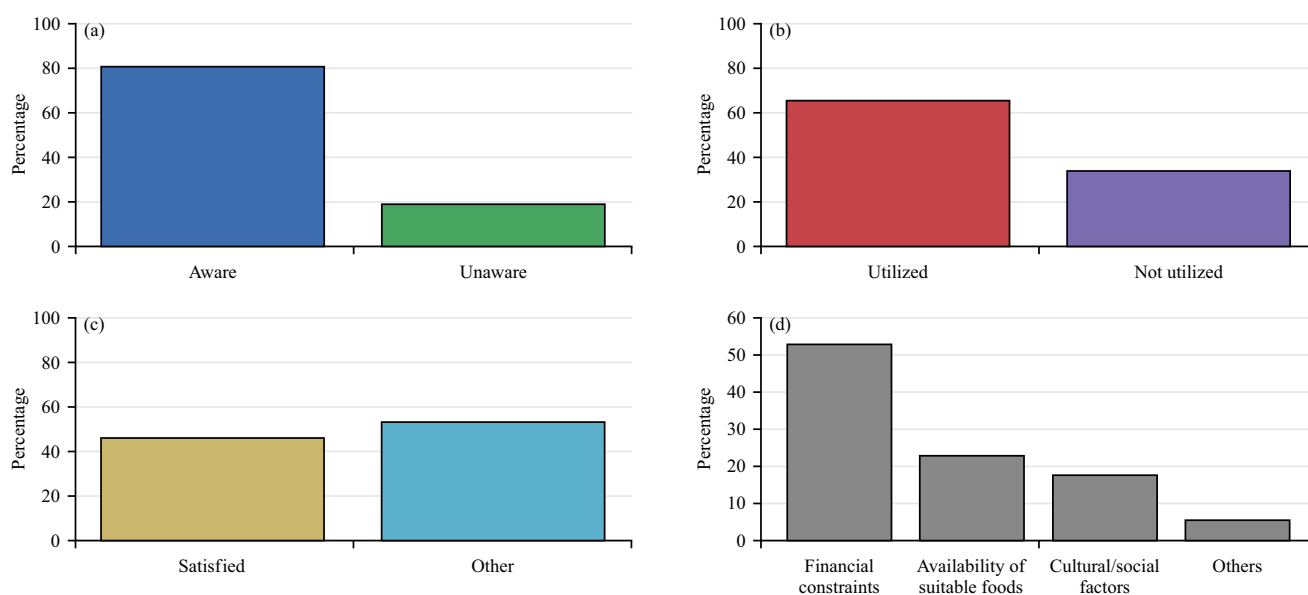 (a)
Percentage
100
80
60
40
20
0
Aware Unaware
(b)
Percentage
100
80
60
40
20
0
Utilized Not utilized
(c)
Percentage
100
80
60
40
20
0
Satisfied Other
(d)
Percentage
60
50
40
30
20
10
0
Financial
constraints
Availability of
suitable foods
Cultural/social
factors
Others